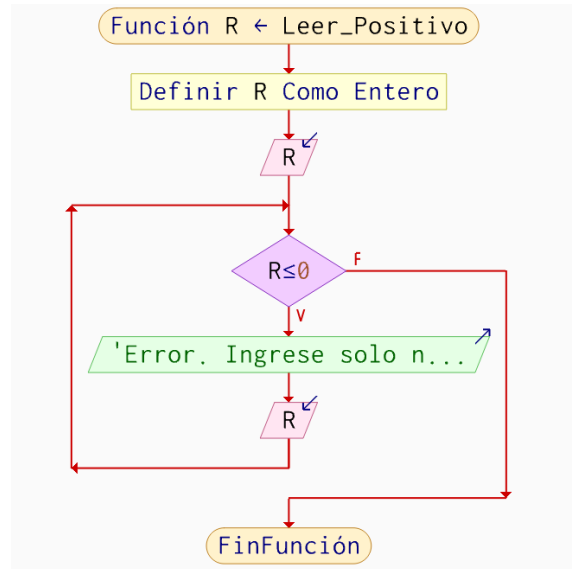 Función R ← Leer_Positivo
Definir R Como Entero
R
R≤0
F
V
'Error. Ingrese solo n...
R
FinFunción